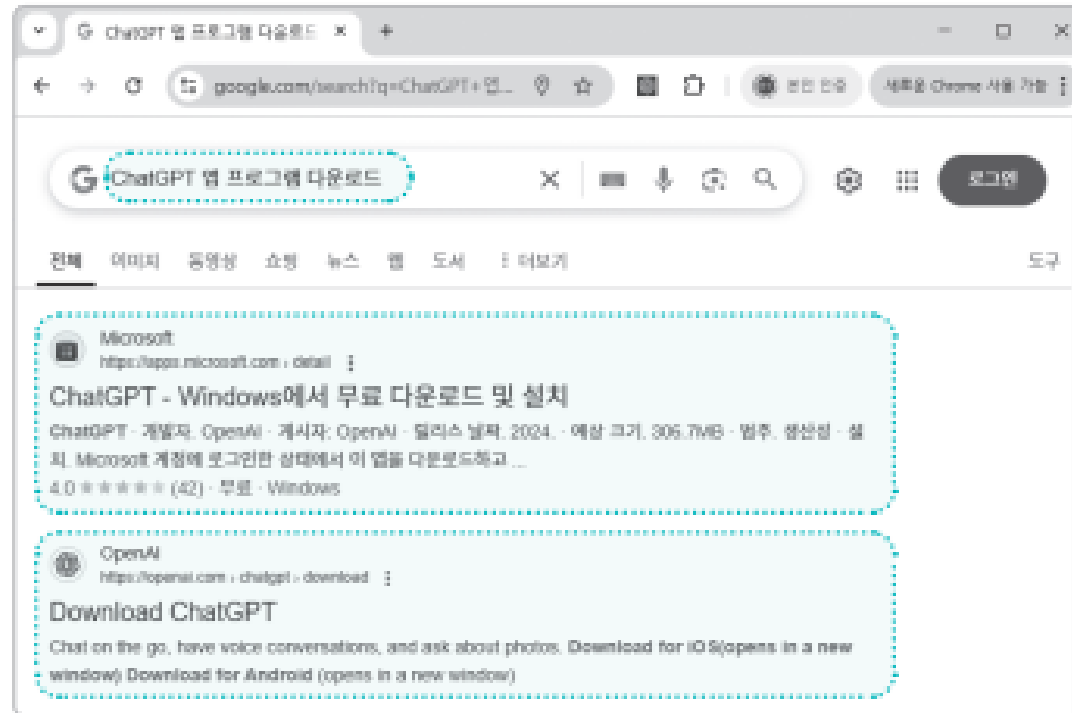 ChatGPT 앱 프로그램 다운로드
google.com/search?q=ChatGPT+앱...
본인 인증
새로운 Chrome 사용 가능
ChatGPT 앱 프로그램 다운로드
로그인
전체 이미지 동영상 쇼핑 뉴스 웹 도서 더보기 도구
Microsoft
https://apps.microsoft.com › detail
ChatGPT - Windows에서 무료 다운로드 및 설치
ChatGPT · 개발자: OpenAI · 게시자: OpenAI · 릴리스 날짜: 2024. · 예상 크기: 306.7MB · 범주: 생산성 · 설
치. Microsoft 계정에 로그인한 상태에서 이 앱을 다운로드하고 ...
4.0 ★★★★★ (42) · 무료 · Windows
OpenAI
https://openai.com › chatgpt › download
Download ChatGPT
Chat on the go, have voice conversations, and ask about photos. Download for iOS(opens in a new
window) Download for Android (opens in a new window)